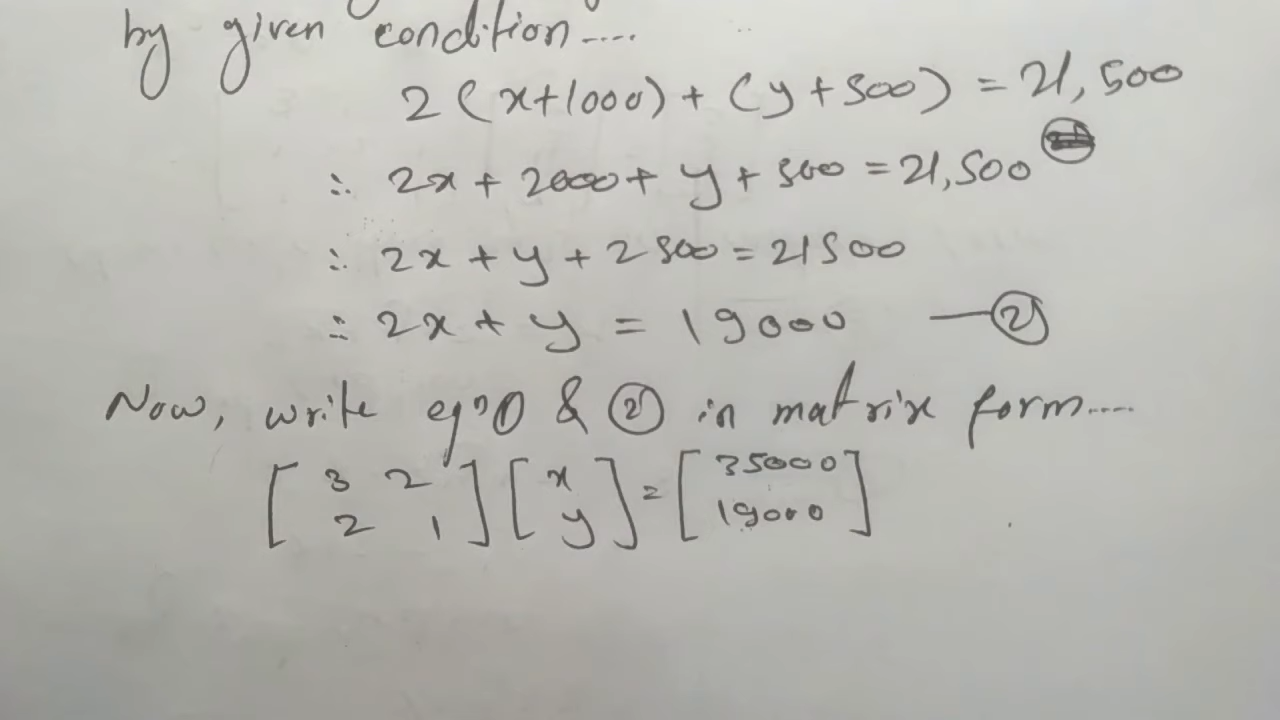 by given condition....
2(x+1000) + (y+500) = 21,500
∴ 2x + 2000 + y + 500 = 21,500
∴ 2x + y + 2500 = 21500
∴ 2x + y = 19000 — ②
Now, write eqn ① & ② in matrix form....
[3 2] [x] = [35000]
[2 1] [y] [19000]